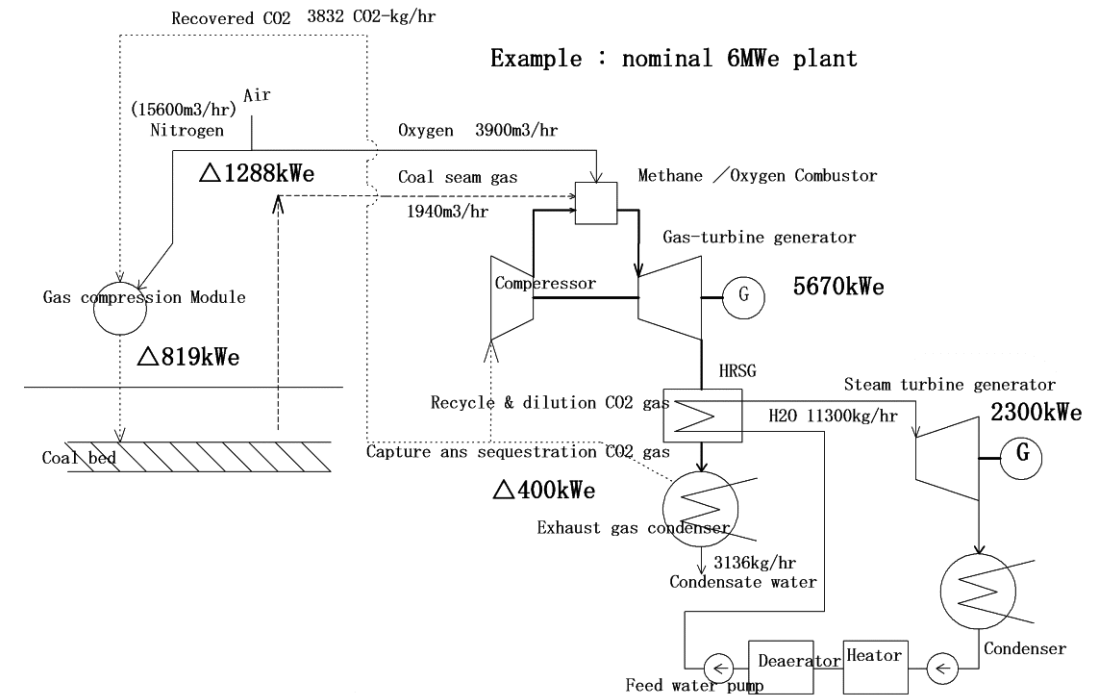 Recovered CO2 3832 CO2-kg/hr
Example : nominal 6MWe plant
Air
(15600m3/hr)
Nitrogen
Oxygen 3900m3/hr
△1288kWe
Coal seam gas
1940m3/hr
Methane ／Oxygen Combustor
Gas-turbine generator
Comperessor
G
5670kWe
Gas compression Module
△819kWe
HRSG
Steam turbine generator
Recycle & dilution CO2 gas
H2O 11300kg/hr
2300kWe
G
Coal bed
Capture ans sequestration CO2 gas
△400kWe
Exhaust gas condenser
3136kg/hr
Condensate water
Condenser
Deaerator
Heator
Feed water pump